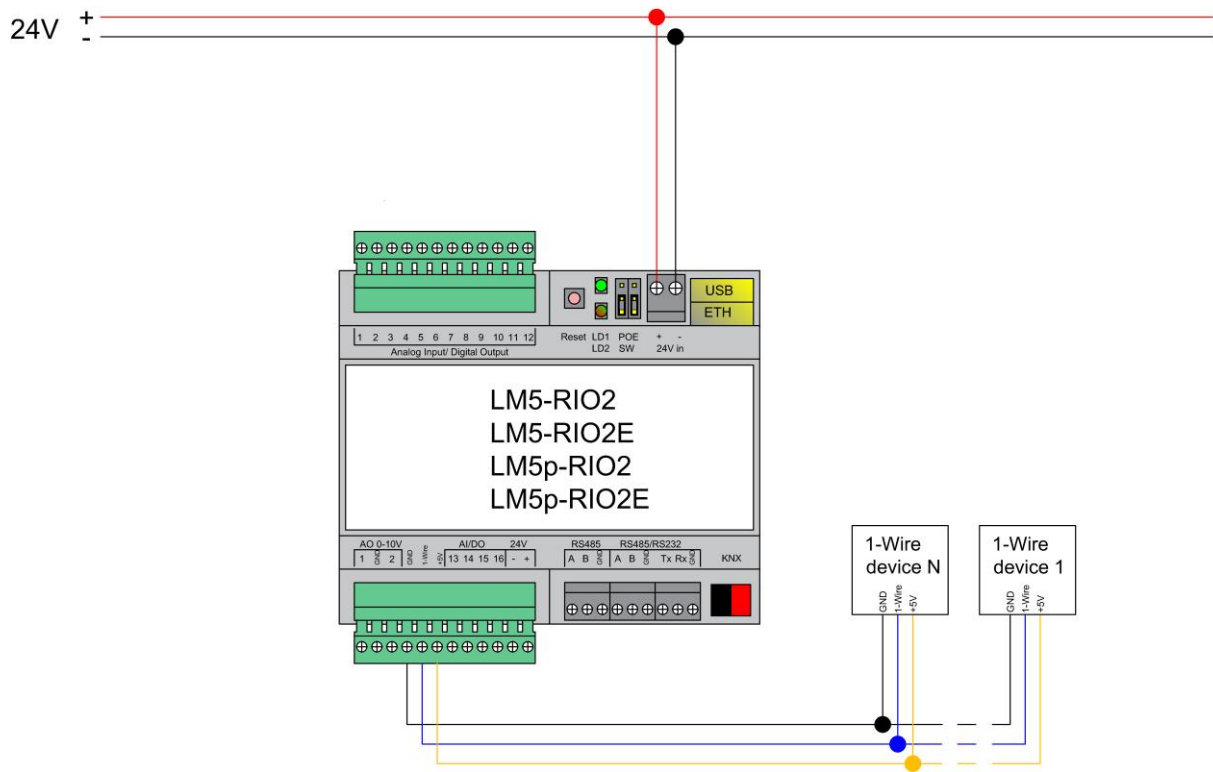 24V + -
USB
ETH
1 2 3 4 5 6 7 8 9 10 11 12
Analog Input/ Digital Output
Reset LD1 POE + -
LD2 SW 24V in
LM5-RIO2
LM5-RIO2E
LM5p-RIO2
LM5p-RIO2E
AO 0-10V AI/DO 24V RS485 RS485/RS232
1 GND 2 GND 1-Wire +5V 13 14 15 16 - + A B GND A B GND Tx Rx GND KNX
1-Wire
device N
GND 1-Wire +5V
1-Wire
device 1
GND 1-Wire +5V